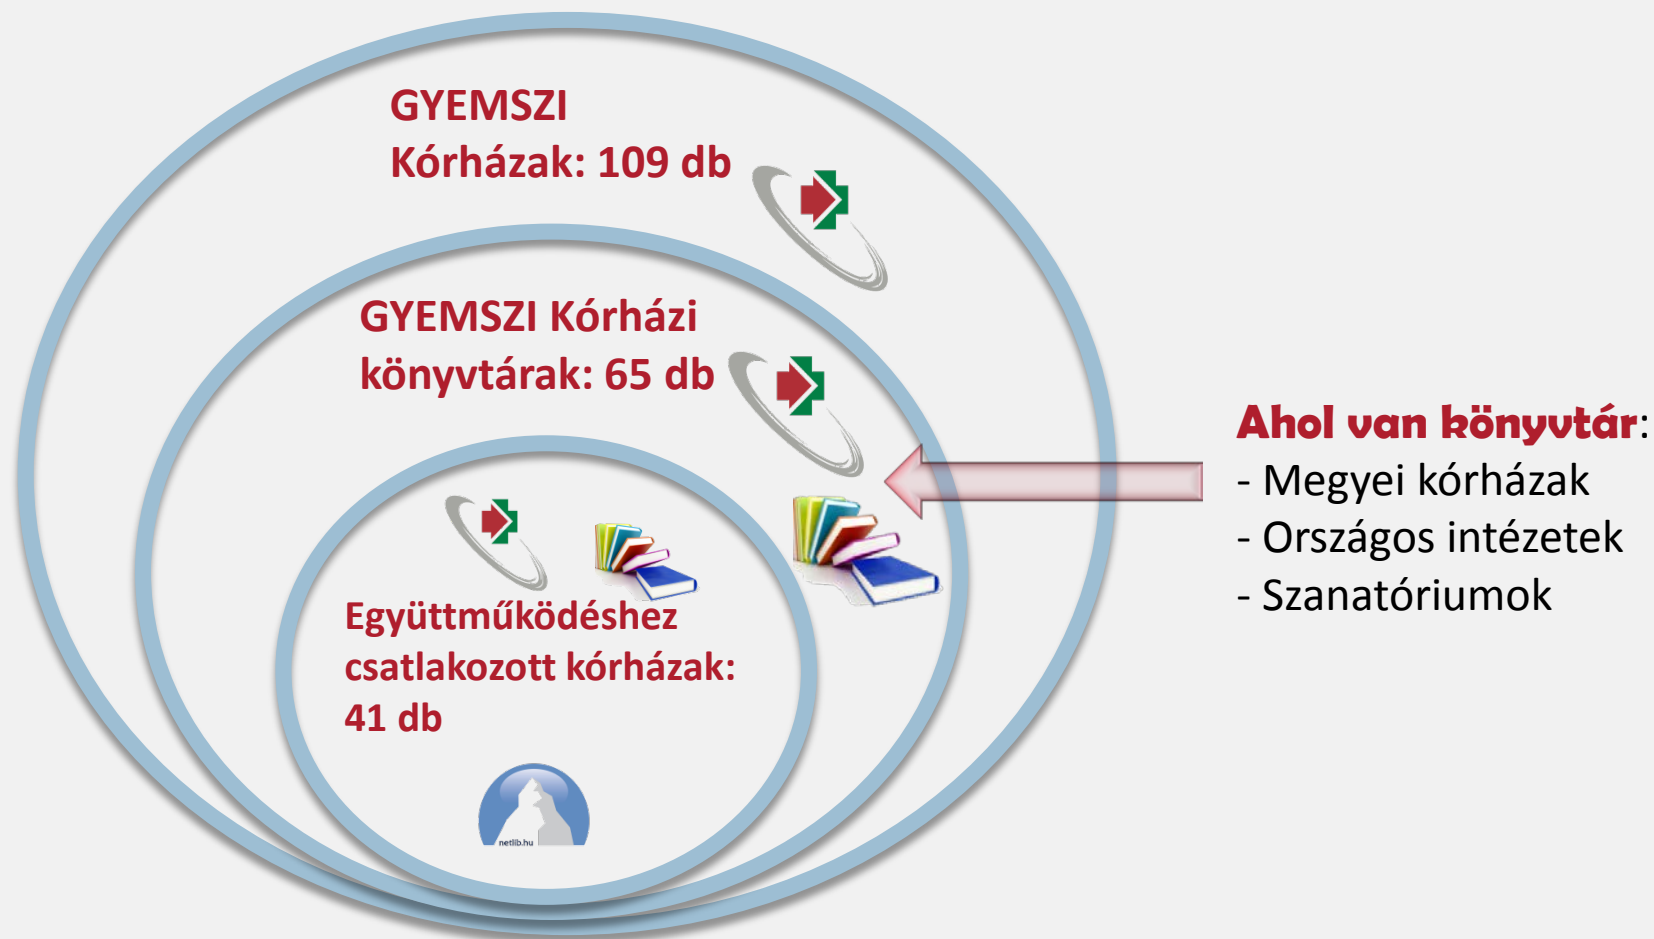 GYEMSZI
Kórházak: 109 db
GYEMSZI Kórházi
könyvtárak: 65 db
Együttműködéshez
csatlakozott kórházak:
41 db
netlib.hu
Ahol van könyvtár:
- Megyei kórházak
- Országos intézetek
- Szanatóriumok